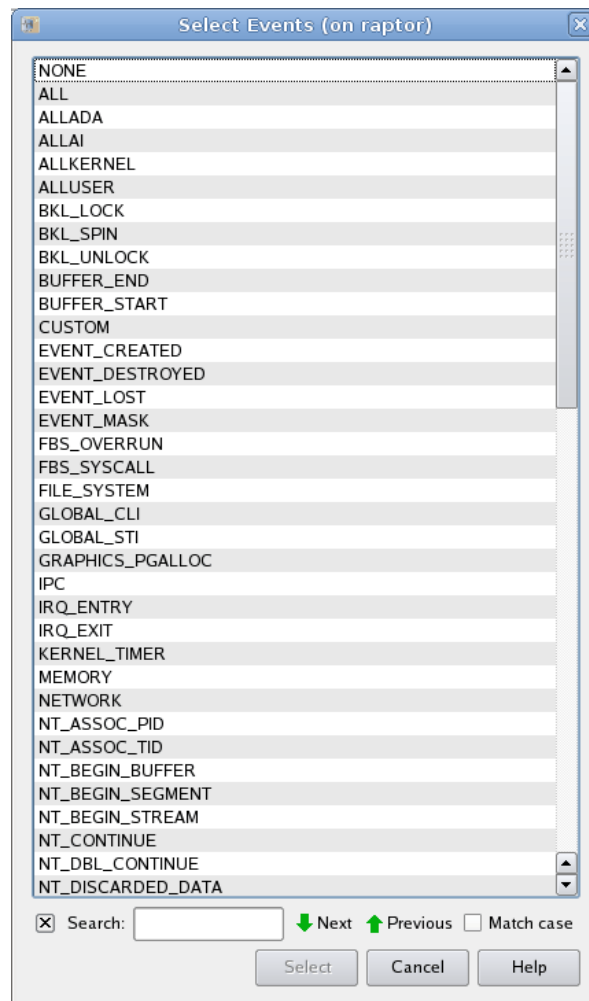 Select Events (on raptor)
NONE
ALL
ALLADA
ALLAI
ALLKERNEL
ALLUSER
BKL_LOCK
BKL_SPIN
BKL_UNLOCK
BUFFER_END
BUFFER_START
CUSTOM
EVENT_CREATED
EVENT_DESTROYED
EVENT_LOST
EVENT_MASK
FBS_OVERRUN
FBS_SYSCALL
FILE_SYSTEM
GLOBAL_CLI
GLOBAL_STI
GRAPHICS_PGALLOC
IPC
IRQ_ENTRY
IRQ_EXIT
KERNEL_TIMER
MEMORY
NETWORK
NT_ASSOC_PID
NT_ASSOC_TID
NT_BEGIN_BUFFER
NT_BEGIN_SEGMENT
NT_BEGIN_STREAM
NT_CONTINUE
NT_DBL_CONTINUE
NT_DISCARDED_DATA
Search: Next Previous Match case
Select Cancel Help